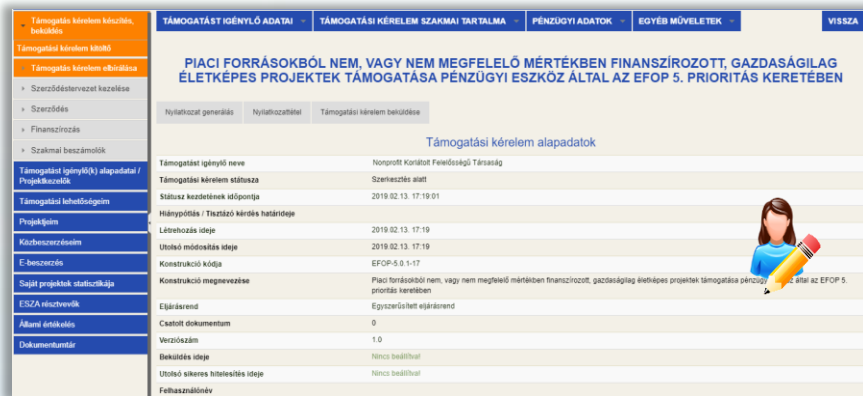 TÁMOGATÁST IGÉNYLŐ ADATAI
TÁMOGATÁSI KÉRELEM SZAKMAI TARTALMA
PÉNZÜGYI ADATOK
EGYÉB MŰVELETEK
VISSZA
Támogatás kérelem készítés,
beküldés
Támogatási kérelem kitöltő
Támogatás kérelem elbírálása
Szerződéstervezet kezelése
Szerződés
Finanszírozás
Szakmai beszámolók
Támogatást igénylő(k) alapadatai /
Projektkezelők
Támogatási lehetőségeim
Projektjeim
Közbeszerzéseim
E-beszerzés
Saját projektek statisztikája
ESZA résztvevők
Állami értékelés
Dokumentumtár
PIACI FORRÁSOKBÓL NEM, VAGY NEM MEGFELELŐ MÉRTÉKBEN FINANSZÍROZOTT, GAZDASÁGILAG
ÉLETKÉPES PROJEKTEK TÁMOGATÁSA PÉNZÜGYI ESZKÖZ ÁLTAL AZ EFOP 5. PRIORITÁS KERETÉBEN
Nyilatkozat generálás
Nyilatkozattétel
Támogatási kérelem beküldése
Támogatási kérelem alapadatok
Támogatást igénylő neve Nonprofit Korlátolt Felelősségű Társaság
Támogatási kérelem státusza Szerkesztés alatt
Státusz kezdetének időpontja 2019.02.13. 17:19:01
Hiánypótlás / Tisztázó kérdés határideje
Létrehozás ideje 2019.02.13. 17:19
Utolsó módosítás ideje 2019.02.13. 17:19
Konstrukció kódja EFOP-5.0.1-17
Konstrukció megnevezése Piaci forrásokból nem, vagy nem megfelelő mértékben finanszírozott, gazdaságilag életképes projektek támogatása pénzügy által az EFOP 5.
prioritás keretében
Eljárásrend Egyszerűsített eljárásrend
Csatolt dokumentum 0
Verziószám 1.0
Beküldés ideje Nincs beállítva!
Utolsó sikeres hitelesítés ideje Nincs beállítva!
Felhasználónév